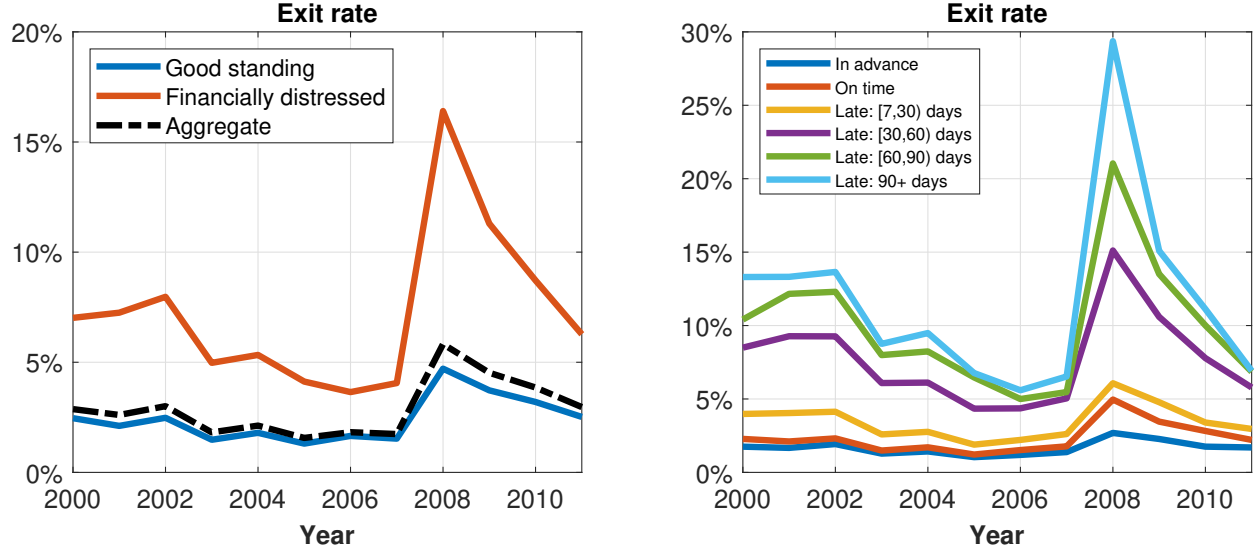 Exit rate
20%
15%
10%
5%
0%
Good standing
Financially distressed
Aggregate
2000 2002 2004 2006 2008 2010
Year
Exit rate
30%
25%
20%
15%
10%
5%
0%
In advance
On time
Late: [7,30) days
Late: [30,60) days
Late: [60,90) days
Late: 90+ days
2000 2002 2004 2006 2008 2010
Year